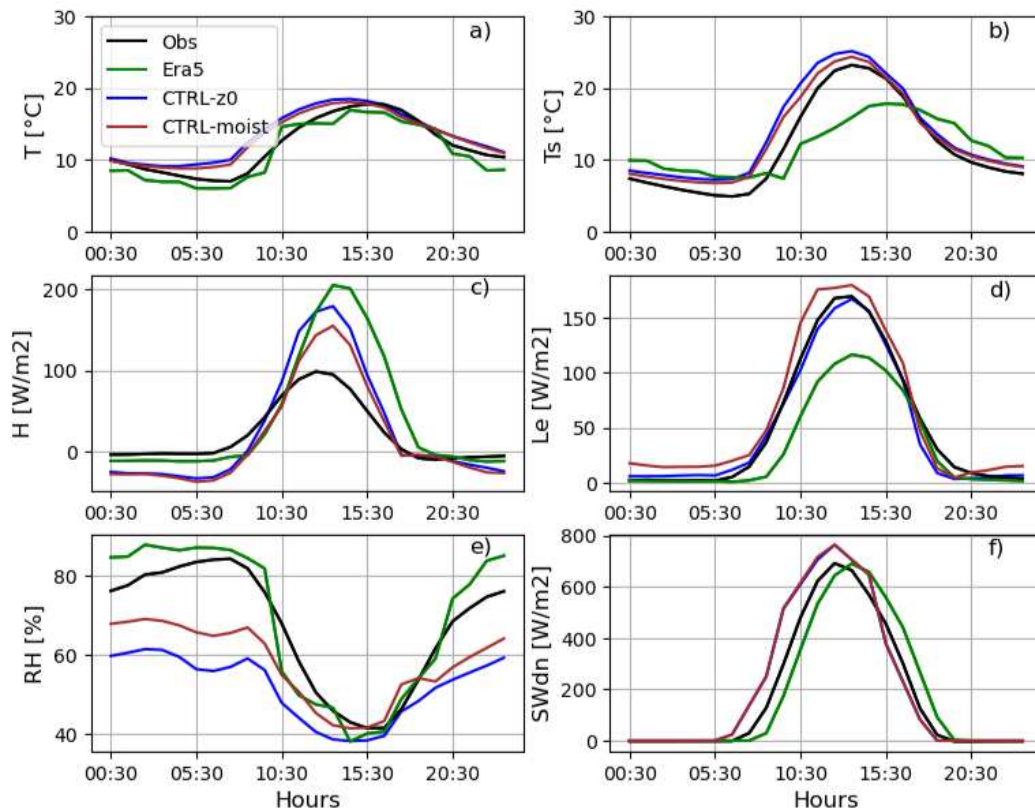 30
a)
Obs
Era5
CTRL-z0
CTRL-moist
20
10
0
T [°C]
00:30 05:30 10:30 15:30 20:30
30
b)
20
10
0
Ts [°C]
00:30 05:30 10:30 15:30 20:30
c)
200
100
0
H [W/m2]
00:30 05:30 10:30 15:30 20:30
d)
150
100
50
0
Le [W/m2]
00:30 05:30 10:30 15:30 20:30
e)
80
60
40
RH [%]
00:30 05:30 10:30 15:30 20:30
Hours
800
f)
600
400
200
0
SWdn [W/m2]
00:30 05:30 10:30 15:30 20:30
Hours